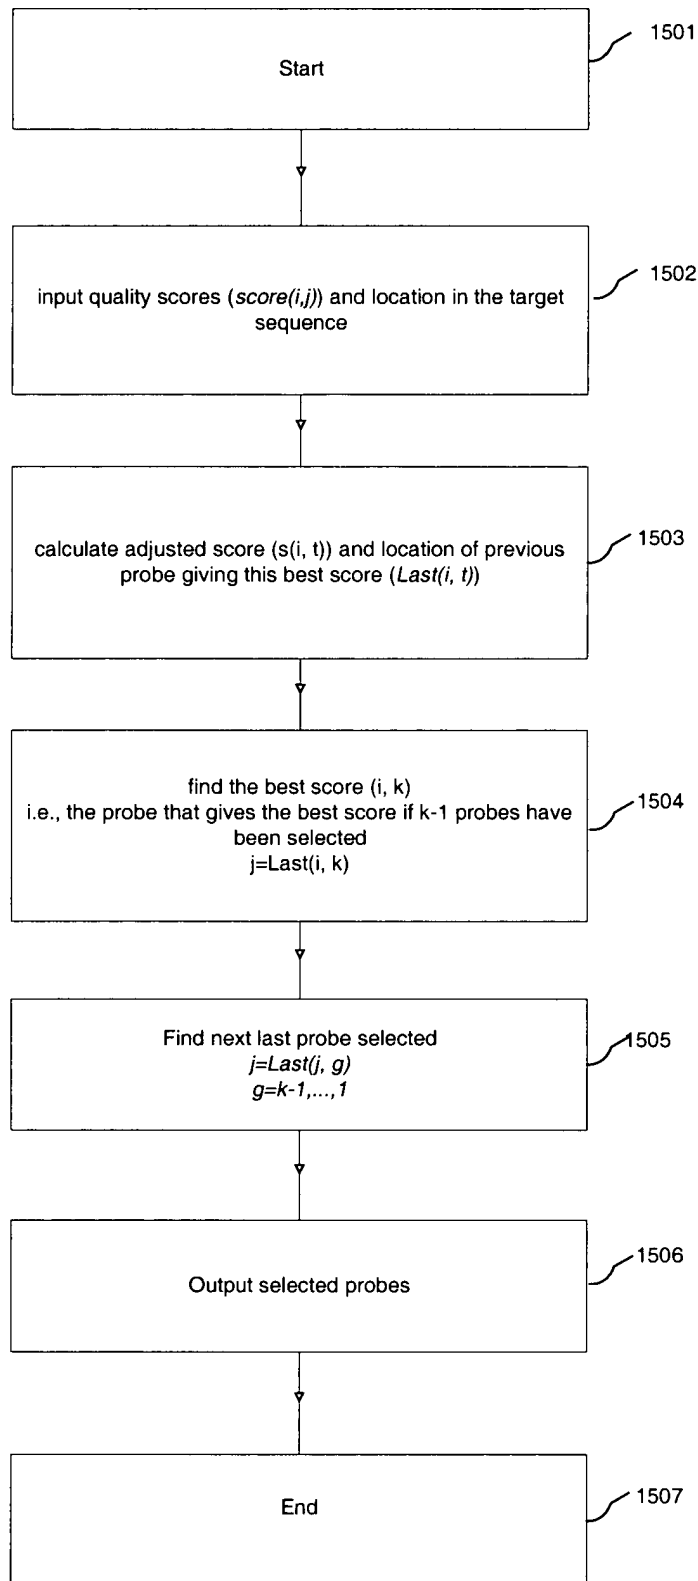 Start
1501
input quality scores (score(i,j)) and location in the target
sequence
1502
calculate adjusted score (s(i, t)) and location of previous
probe giving this best score (Last(i, t))
1503
find the best score (i, k)
i.e., the probe that gives the best score if k-1 probes have
been selected
j=Last(i, k)
1504
Find next last probe selected
j=Last(j, g)
g=k-1,...,1
1505
Output selected probes
1506
End
1507